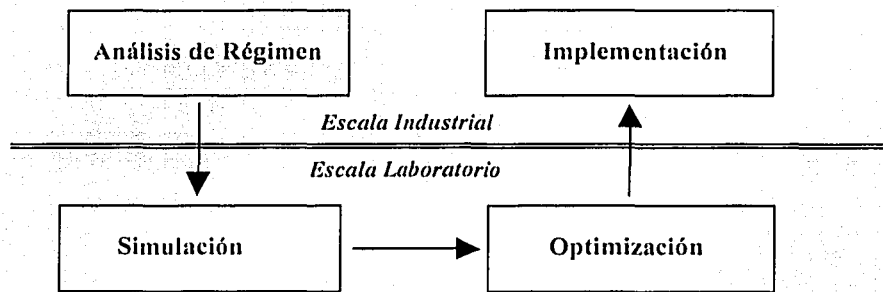 Análisis de Régimen
Implementación
Escala Industrial
Escala Laboratorio
Simulación
Optimización